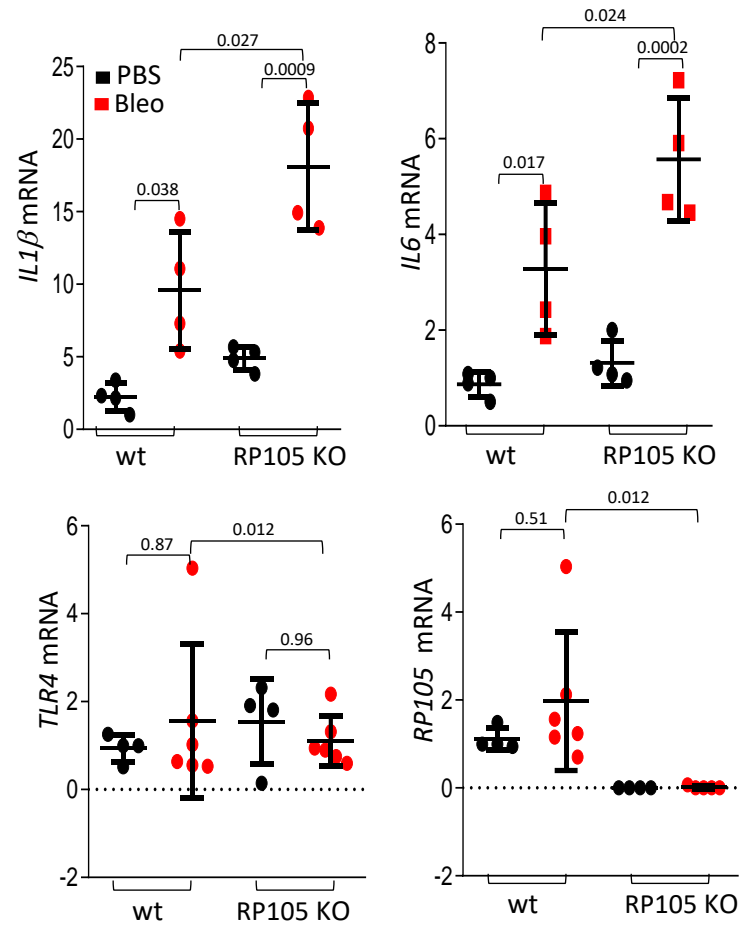 0.027
0.0009
25
PBS
Bleo
20
0.038
15
IL1β mRNA
10
5
0
wt
RP105 KO
0.024
8
0.0002
6
0.017
IL6 mRNA
4
2
0
wt
RP105 KO
6
0.87
0.012
4
0.96
TLR4 mRNA
2
0
-2
wt
RP105 KO
6
0.51
0.012
4
RP105 mRNA
2
0
-2
wt
RP105 KO